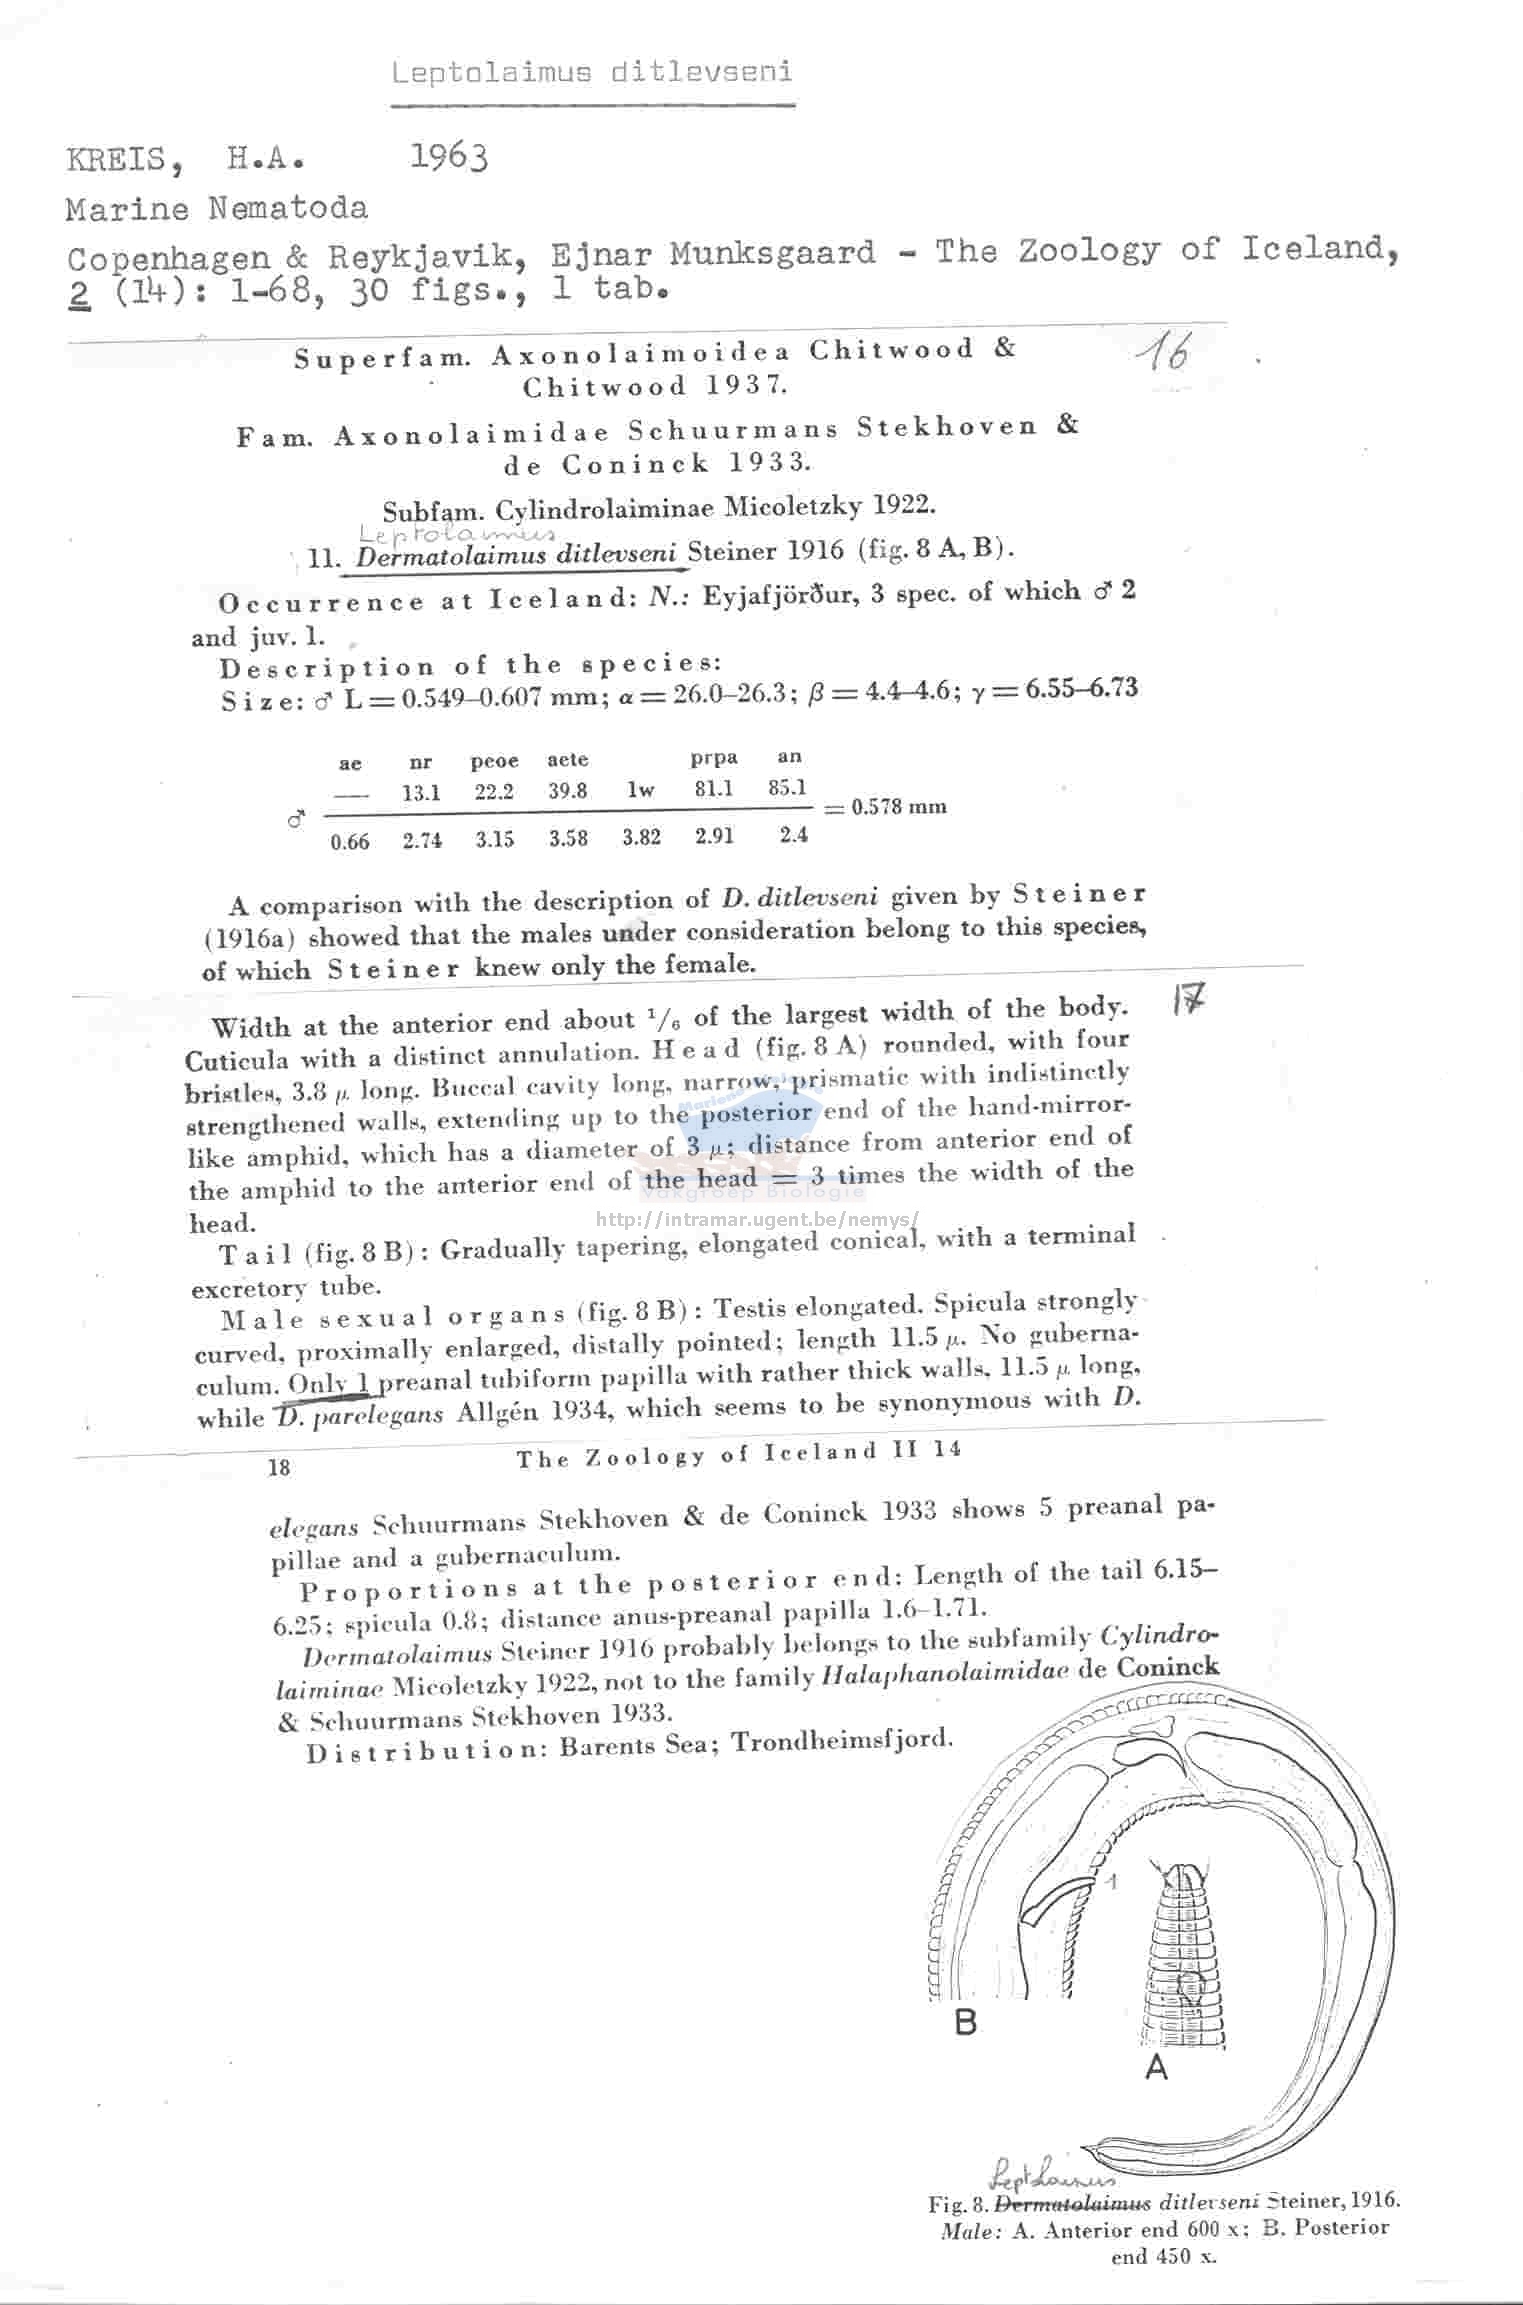 Leptolaimus ditlevseni
KREIS, H.A. 1963
Marine Nematoda
Copenhagen & Reykjavik, Ejnar Munksgaard - The Zoology of Iceland,
2 (14): 1-68, 30 figs., 1 tab.
Superfam. Axonolaimoidea Chitwood &
Chitwood 1937.
16
Fam. Axonolaimidae Schuurmans Stekhoven &
de Coninck 1933.
Subfam. Cylindrolaiminae Micoletzky 1922.
Leptolaimus
11. Dermatolaimus ditlevseni Steiner 1916 (fig. 8 A, B).
Occurrence at Iceland: N.: Eyjafjörður, 3 spec. of which ♂ 2
and juv. 1.
Description of the species:
Size: ♂ L = 0.549–0.607 mm; α = 26.0–26.3; β = 4.4–4.6; γ = 6.55–6.73
ae nr peoe aete prpa an
— 13.1 22.2 39.8 lw 81.1 85.1
♂ = 0.578 mm
0.66 2.74 3.15 3.58 3.82 2.91 2.4
A comparison with the description of D. ditlevseni given by Steiner
(1916a) showed that the males under consideration belong to this species,
of which Steiner knew only the female.
17
Width at the anterior end about 1/6 of the largest width of the body.
Cuticula with a distinct annulation. Head (fig. 8 A) rounded, with four
bristles, 3.8 μ long. Buccal cavity long, narrow, prismatic with indistinctly
strengthened walls, extending up to the posterior end of the hand-mirror-
like amphid, which has a diameter of 3 μ; distance from anterior end of
the amphid to the anterior end of the head = 3 times the width of the
head.
Vakgroep Biologie
http://intramar.ugent.be/nemys/
Tail (fig. 8 B): Gradually tapering, elongated conical, with a terminal
excretory tube.
Male sexual organs (fig. 8 B): Testis elongated. Spicula strongly
curved, proximally enlarged, distally pointed; length 11.5 μ. No guberna-
culum. Only 1 preanal tubiform papilla with rather thick walls, 11.5 μ long,
while D. parelegans Allgén 1934, which seems to be synonymous with D.
18 The Zoology of Iceland II 14
elegans Schuurmans Stekhoven & de Coninck 1933 shows 5 preanal pa-
pillae and a gubernaculum.
Proportions at the posterior end: Length of the tail 6.15–
6.25; spicula 0.8; distance anus-preanal papilla 1.6–1.71.
Dermatolaimus Steiner 1916 probably belongs to the subfamily Cylindro-
laiminae Micoletzky 1922, not to the family Halaphanolaimidae de Coninck
& Schuurmans Stekhoven 1933.
Distribution: Barents Sea; Trondheimsfjord.
1
B
A
Fig. 8. Dermatolaimus ditlevseni Steiner, 1916.
Male: A. Anterior end 600 x; B. Posterior
end 450 x.